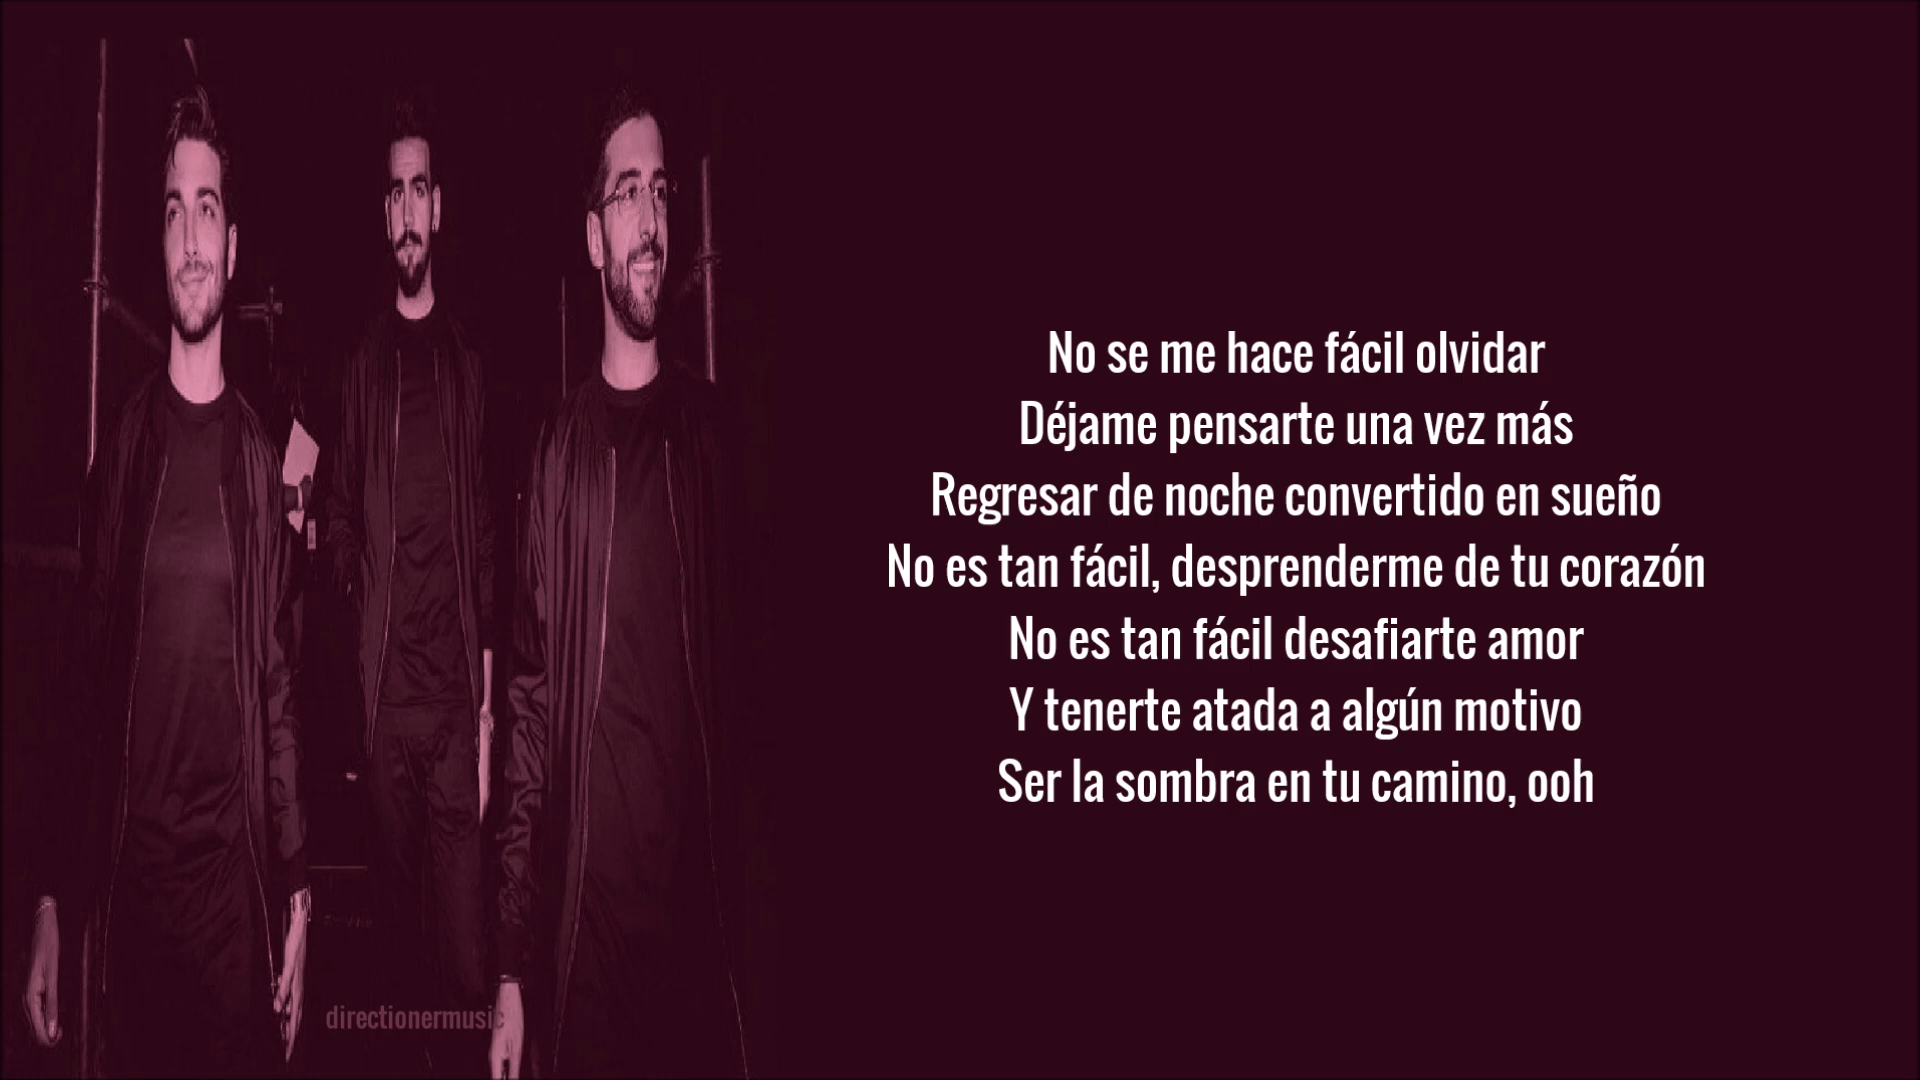 No se me hace fácil olvidar
Déjame pensarte una vez más
Regresar de noche convertido en sueño
No es tan fácil, desprenderme de tu corazón
No es tan fácil desafiarte amor
Y tenerte atada a algún motivo
Ser la sombra en tu camino, ooh
directionermusic